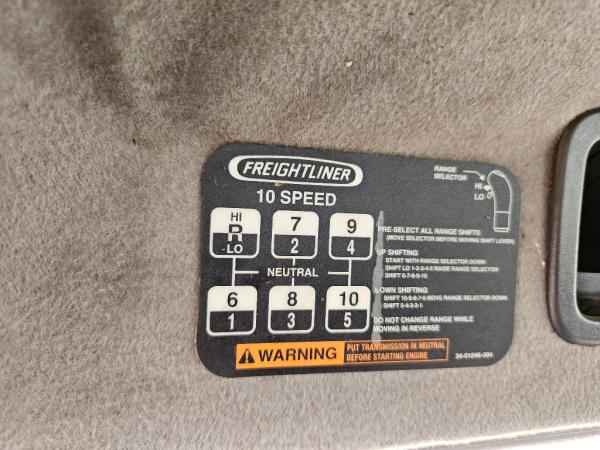 FREIGHTLINER
10 SPEED
RANGE
SELECTOR
HI
LO
HI
R
-LO
7
2
9
4
NEUTRAL
6
1
8
3
10
5
PRE-SELECT ALL RANGE SHIFTS:
(MOVE SELECTOR BEFORE MOVING SHIFT LEVER)
UP SHIFTING
START WITH RANGE SELECTOR DOWN:
SHIFT LO 1-2-3-4-5 RAISE RANGE SELECTOR
SHIFT 6-7-8-9-10
DOWN SHIFTING
SHIFT 10-9-8-7-6 MOVE RANGE SELECTOR DOWN
SHIFT 5-4-3-2-1
DO NOT CHANGE RANGE WHILE
MOVING IN REVERSE
WARNING
PUT TRANSMISSION IN NEUTRAL
BEFORE STARTING ENGINE
24-01246-004